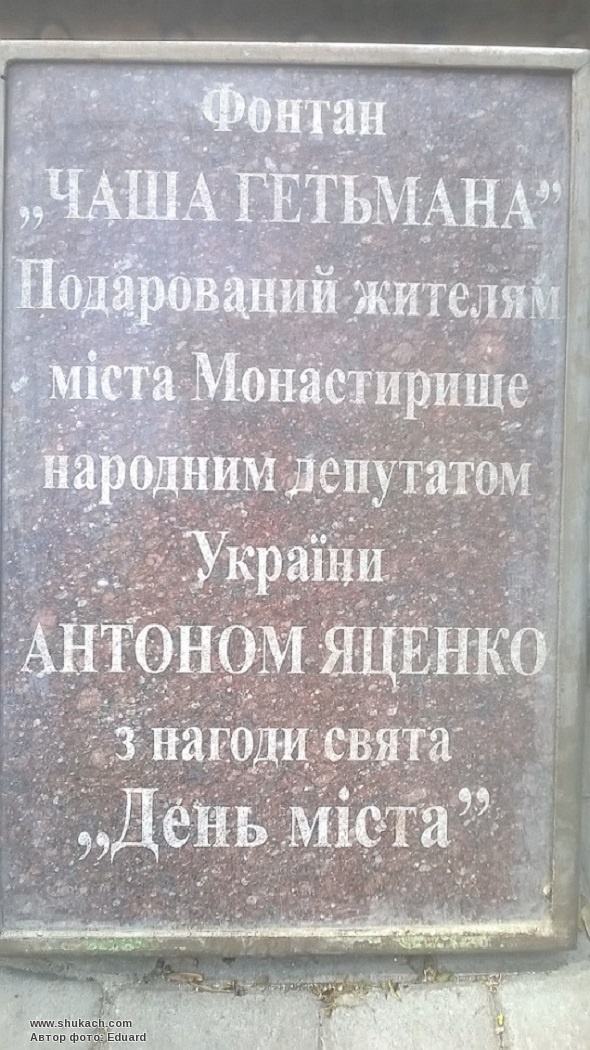 Фонтан
„ЧАША ГЕТЬМАНА”
Подарований жителям
міста Монастирище
народним депутатом
України
АНТОНОМ ЯЦЕНКО
з нагоди свята
„День міста”
www.shukach.com
Автор фото: Eduard